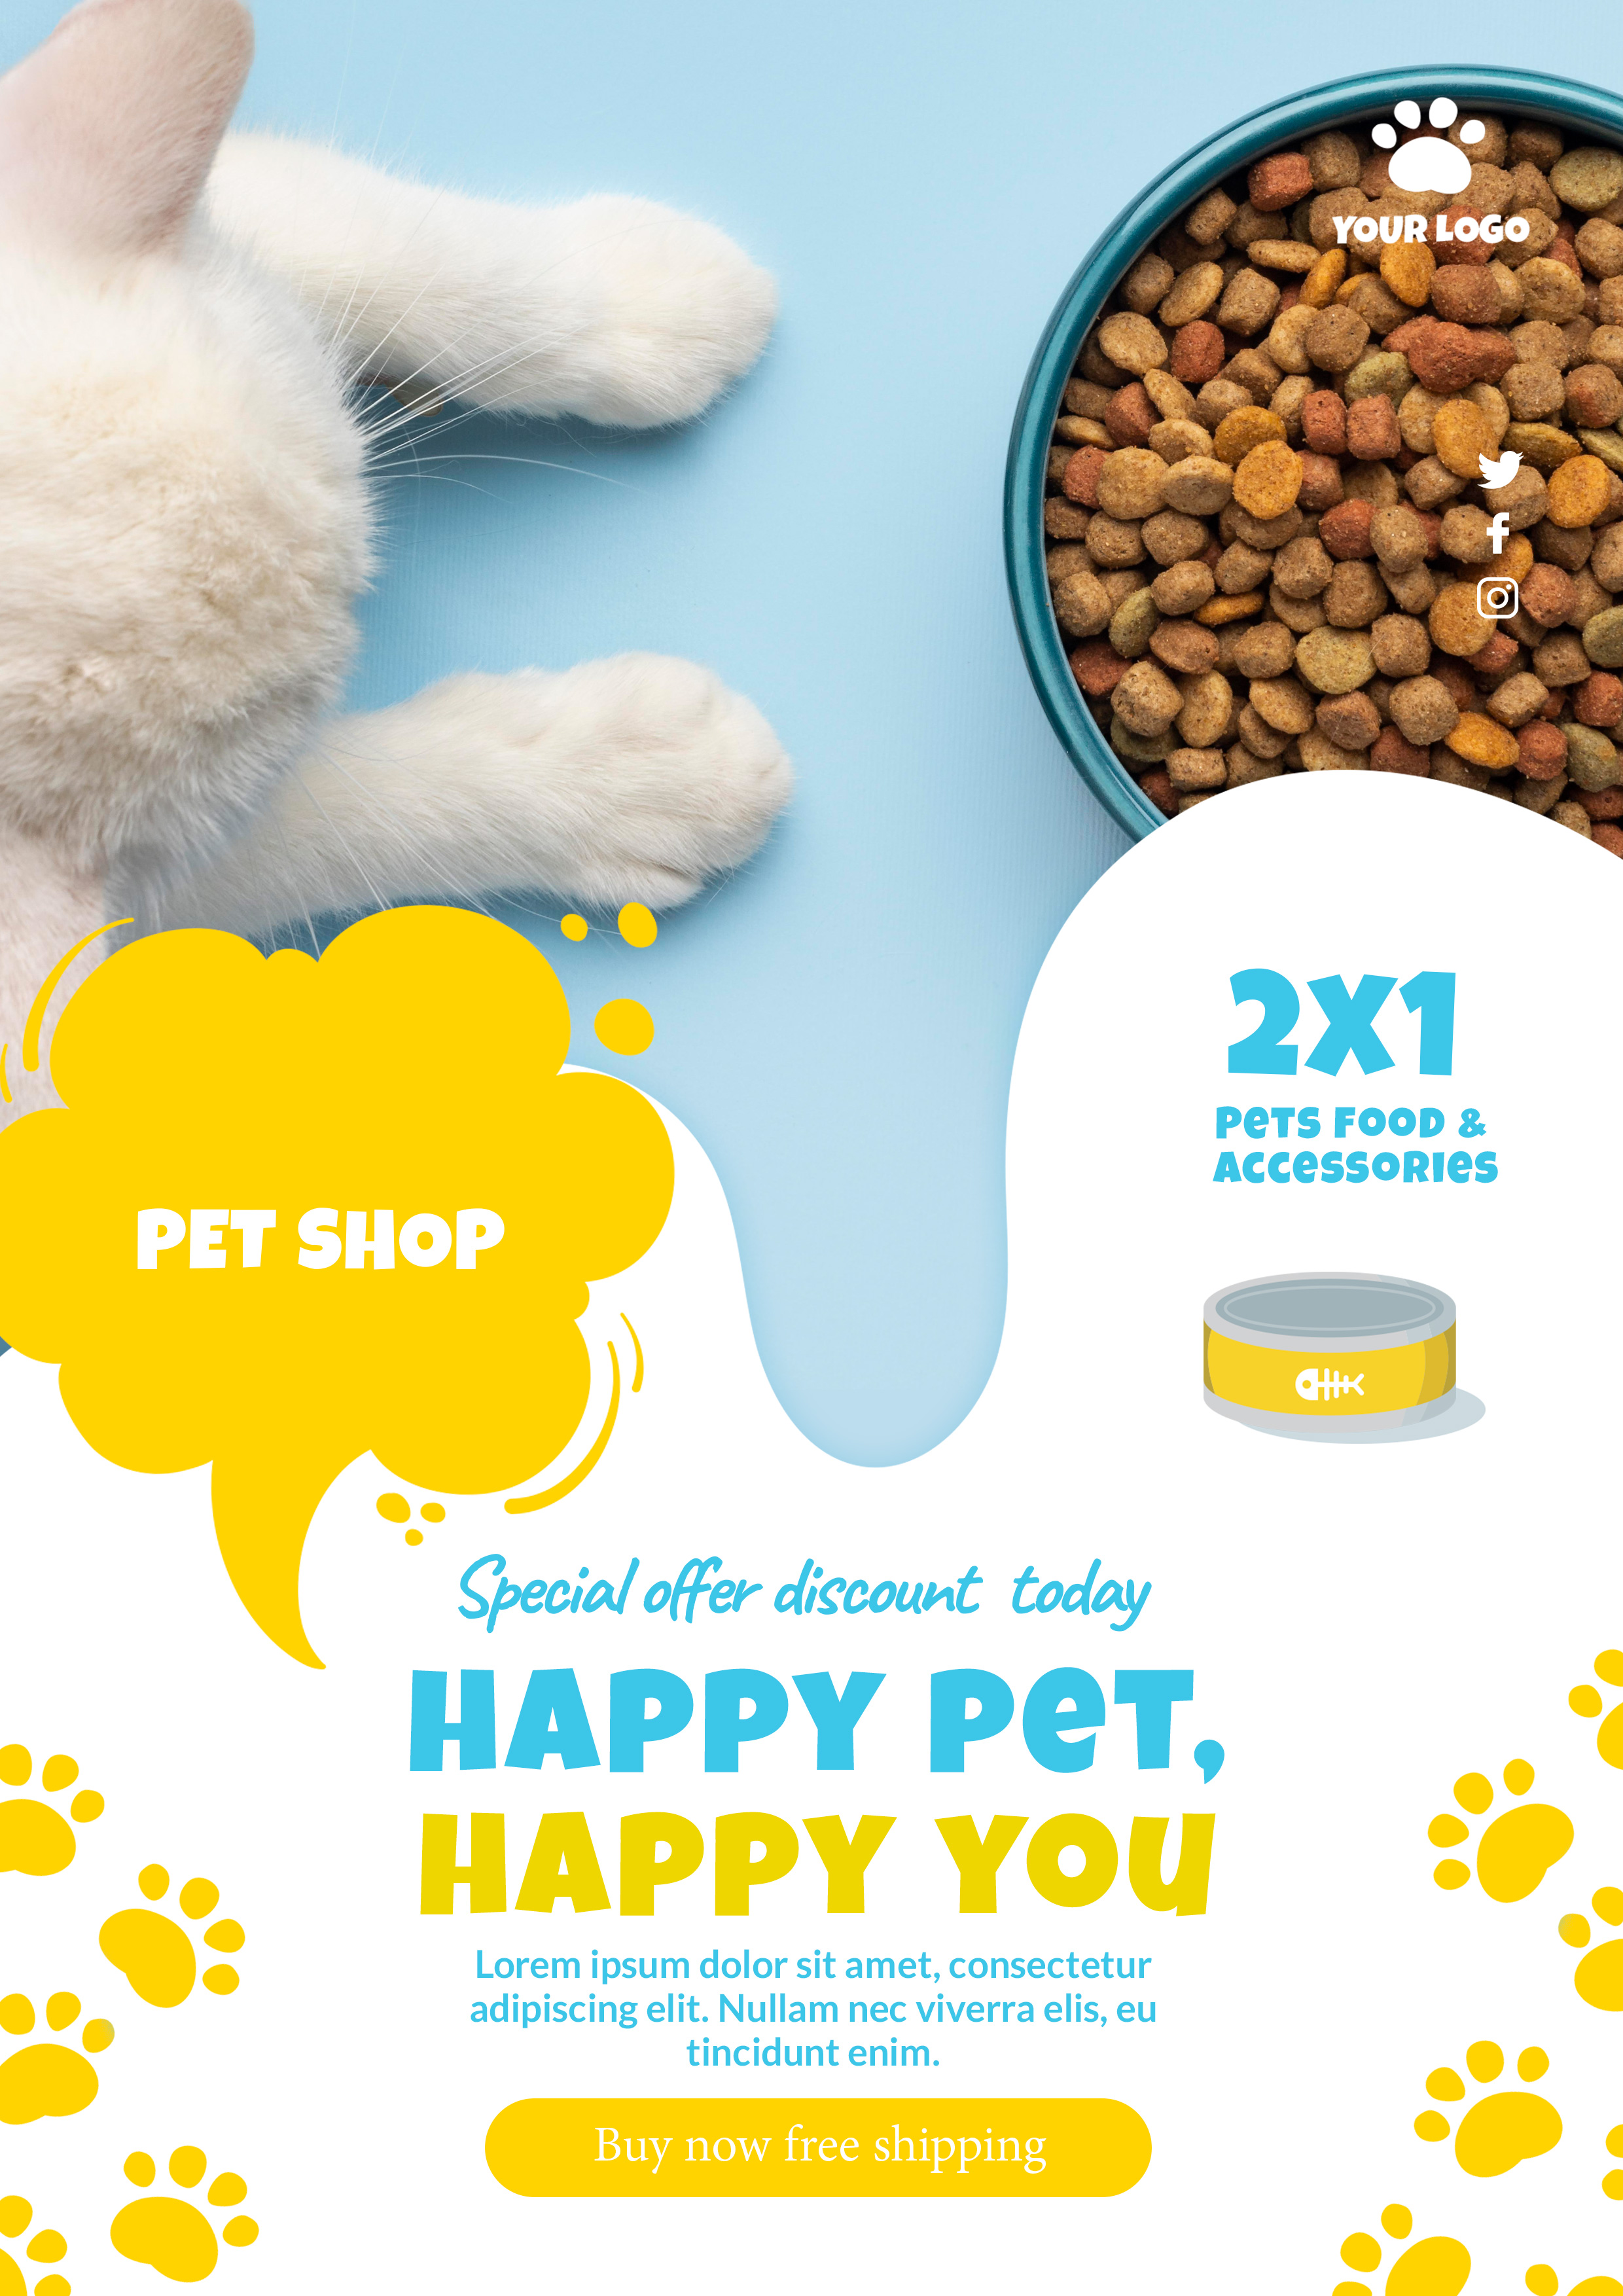 YOUR LOGO
2X1
PETS FOOD &
ACCESSORIES
PET SHOP
Special offer discount today
HAPPY PET,
HAPPY YOU
Lorem ipsum dolor sit amet, consectetur
adipiscing elit. Nullam nec viverra elis, eu
tincidunt enim.
Buy now free shipping